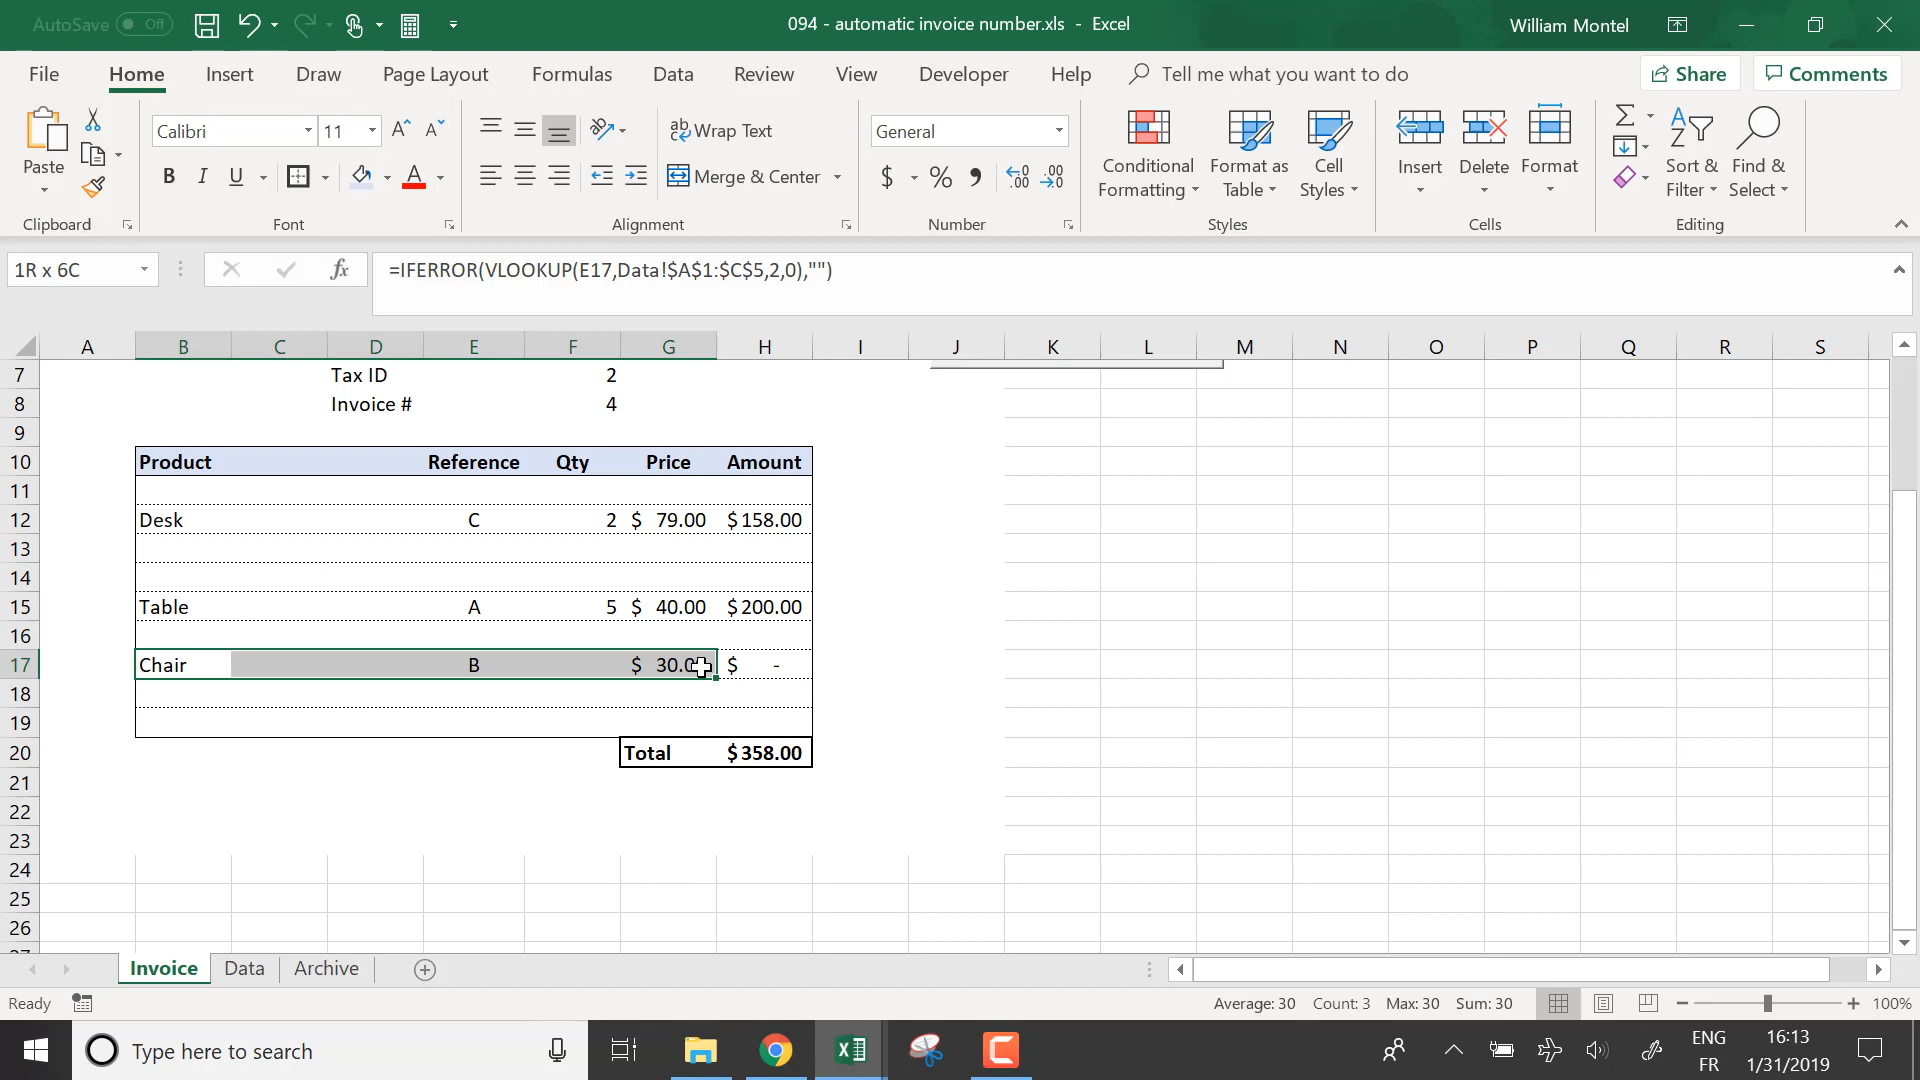 AutoSave Off 094 - automatic invoice number.xls - Excel William Montel
File Home Insert Draw Page Layout Formulas Data Review View Developer Help Tell me what you want to do Share Comments
Paste
Calibri 11
B I U A
ab Wrap Text
Merge & Center
General
$ % ,
Conditional Formatting
Format as Table
Cell Styles
Insert Delete Format
Sort & Filter
Find & Select
Clipboard Font Alignment Number Styles Cells Editing
1R x 6C fx =IFERROR(VLOOKUP(E17,Data!$A$1:$C$5,2,0),"")
A B C D E F G H I J K L M N O P Q R S
7 Tax ID 2
8 Invoice # 4
9
10 Product Reference Qty Price Amount
11
12 Desk C 2 $ 79.00 $158.00
13
14
15 Table A 5 $ 40.00 $200.00
16
17 Chair B $ 30.0 $ -
18
19
20 Total $358.00
21
22
23
24
25
26
Invoice Data Archive
Ready Average: 30 Count: 3 Max: 30 Sum: 30 100%
Type here to search ENG 16:13
FR 1/31/2019